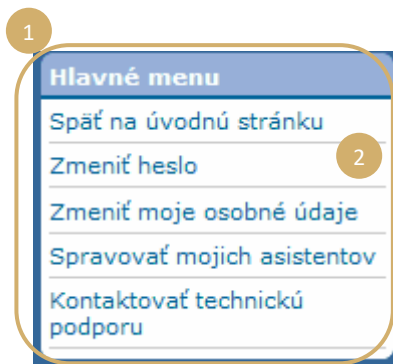 1
Hlavné menu
Späť na úvodnú stránku
2
Zmeniť heslo
Zmeniť moje osobné údaje
Spravovať mojich asistentov
Kontaktovať technickú
podporu